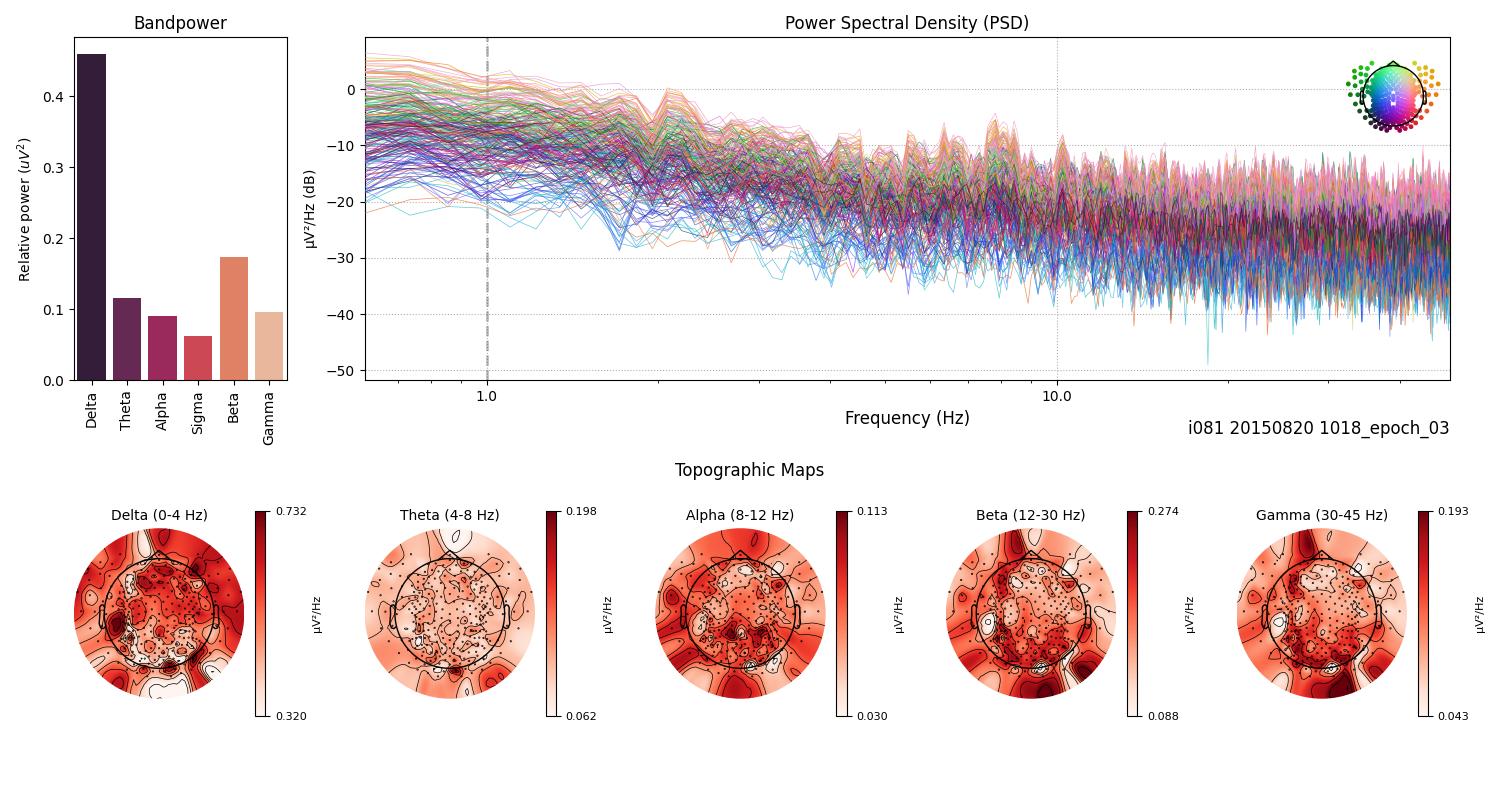 Bandpower
Power Spectral Density (PSD)
Relative power (uV²)
0.4
0.3
0.2
0.1
0.0
Delta
Theta
Alpha
Sigma
Beta
Gamma
µV²/Hz (dB)
0
−10
−20
−30
−40
−50
1.0
10.0
Frequency (Hz)
i081 20150820 1018_epoch_03
Topographic Maps
Delta (0-4 Hz)
0.732
µV²/Hz
0.320
Theta (4-8 Hz)
0.198
µV²/Hz
0.062
Alpha (8-12 Hz)
0.113
µV²/Hz
0.030
Beta (12-30 Hz)
0.274
µV²/Hz
0.088
Gamma (30-45 Hz)
0.193
µV²/Hz
0.043